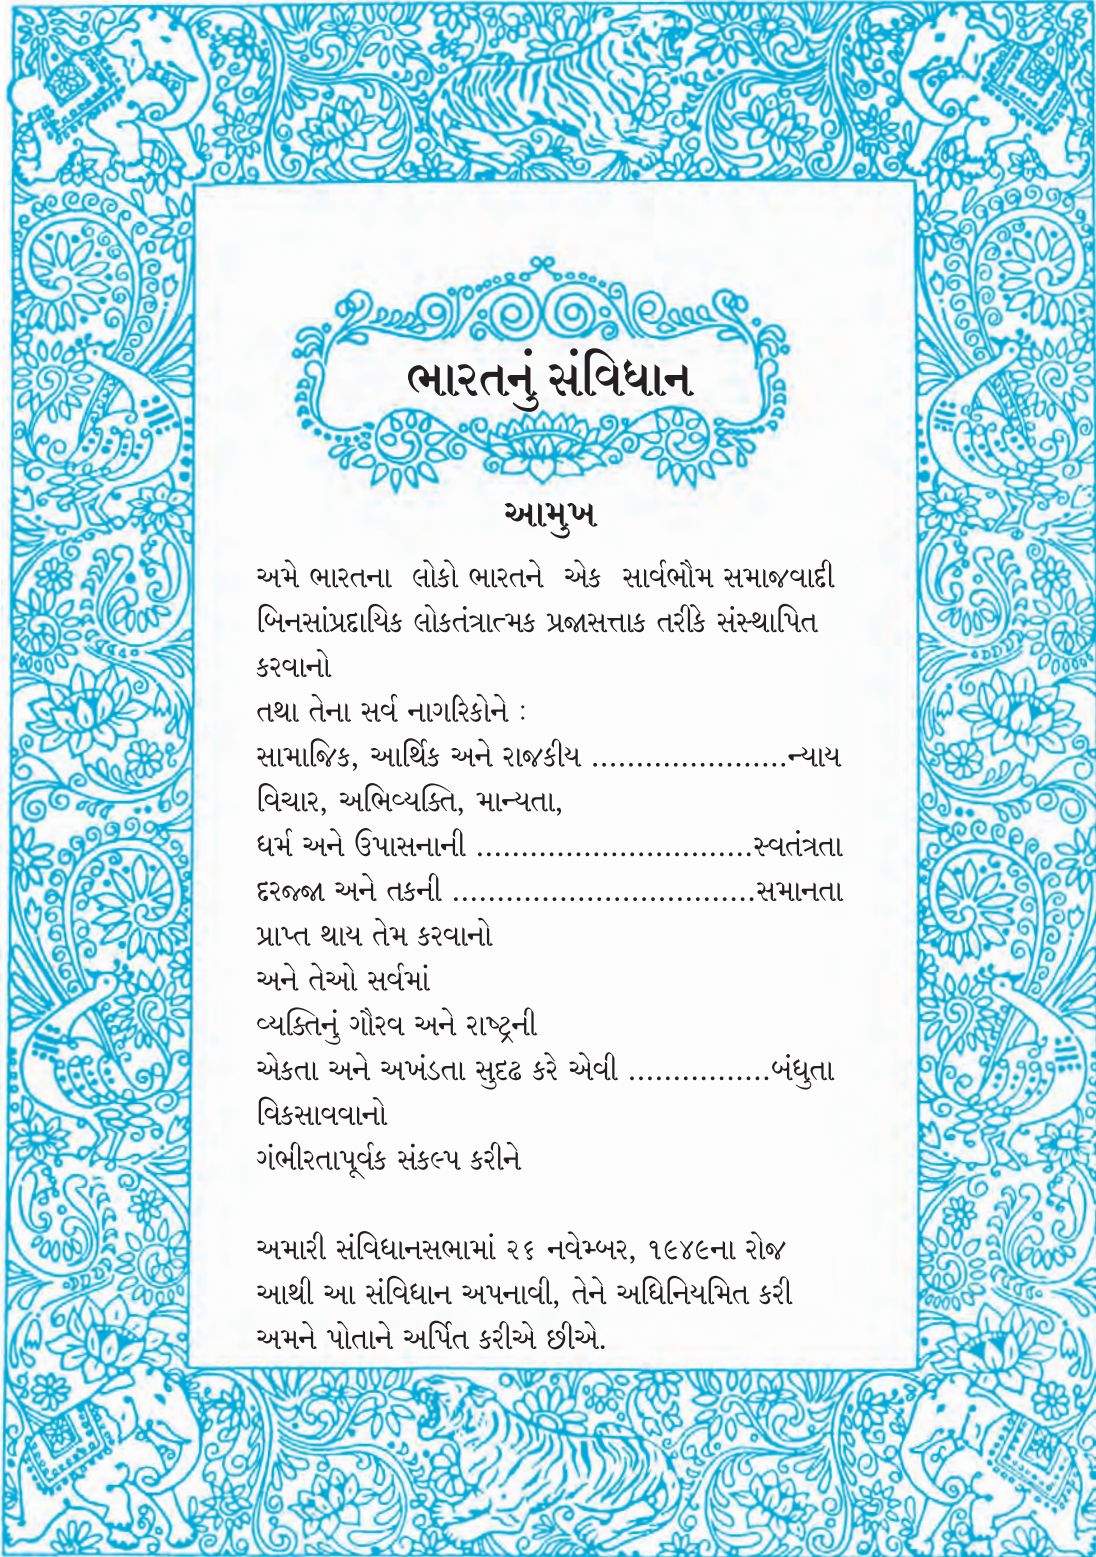 ભારતનું સંવિધાન
આમુખ
અમે ભારતના લોકો ભારતને એક સાર્વભૌમ સમાજવાદી
બિનસાંપ્રદાયિક લોકતંત્રાત્મક પ્રજાસત્તાક તરીકે સંસ્થાપિત
કરવાનો
તથા તેના સર્વ નાગરિકોને :
સામાજિક, આર્થિક અને રાજકીય ......................ન્યાય
વિચાર, અભિવ્યક્તિ, માન્યતા,
ધર્મ અને ઉપાસનાની ...............................સ્વતંત્રતા
દરજ્જા અને તકની ..................................સમાનતા
પ્રાપ્ત થાય તેમ કરવાનો
અને તેઓ સર્વમાં
વ્યક્તિનું ગૌરવ અને રાષ્ટ્રની
એકતા અને અખંડતા સુદઢ કરે એવી ................બંધુતા
વિકસાવવાનો
ગંભીરતાપૂર્વક સંકલ્પ કરીને
અમારી સંવિધાનસભામાં ૨૬ નવેમ્બર, ૧૯૪૯ના રોજ
આથી આ સંવિધાન અપનાવી, તેને અધિનિયમિત કરી
અમને પોતાને અર્પિત કરીએ છીએ.